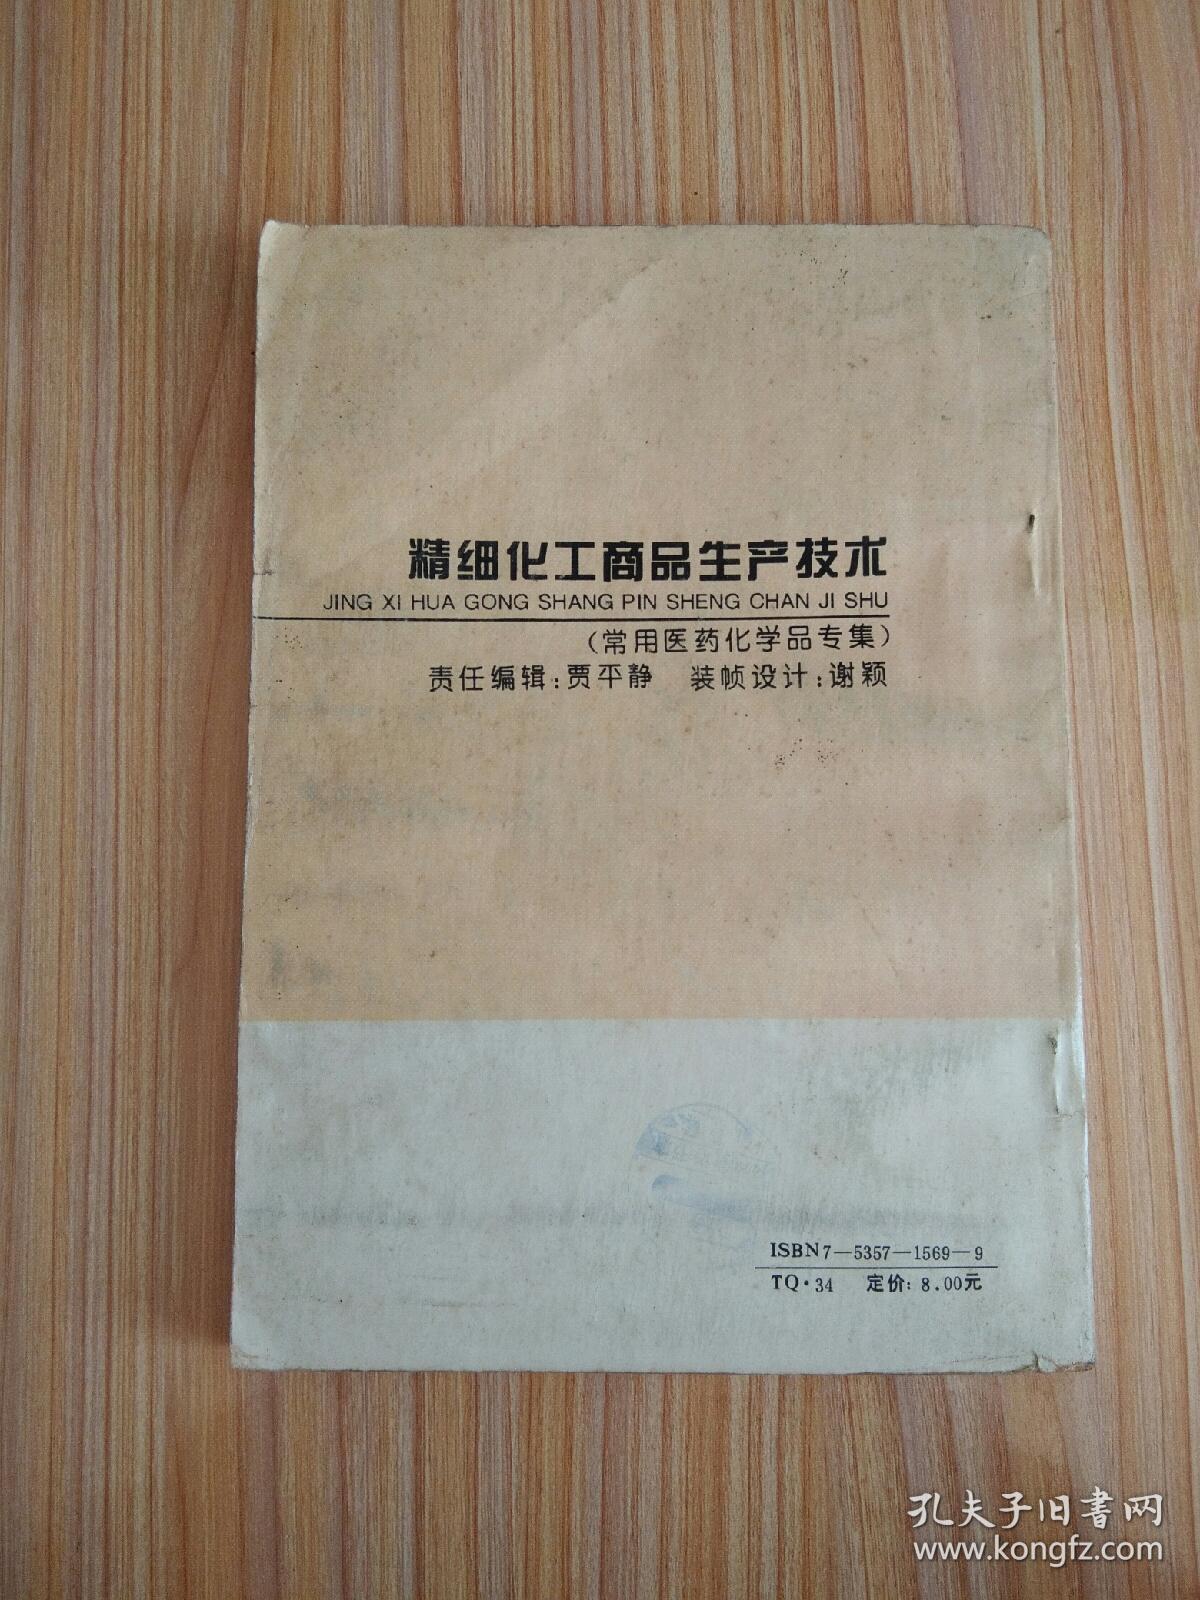 精细化工商品生产技术
JING XI HUA GONG SHANG PIN SHENG CHAN JI SHU
（常用医药化学品专集）
责任编辑：贾平静 装帧设计：谢颖
ISBN7—5357—1569—9
TQ·34 定价：8.00元
孔夫子旧书网
www.kongfz.com